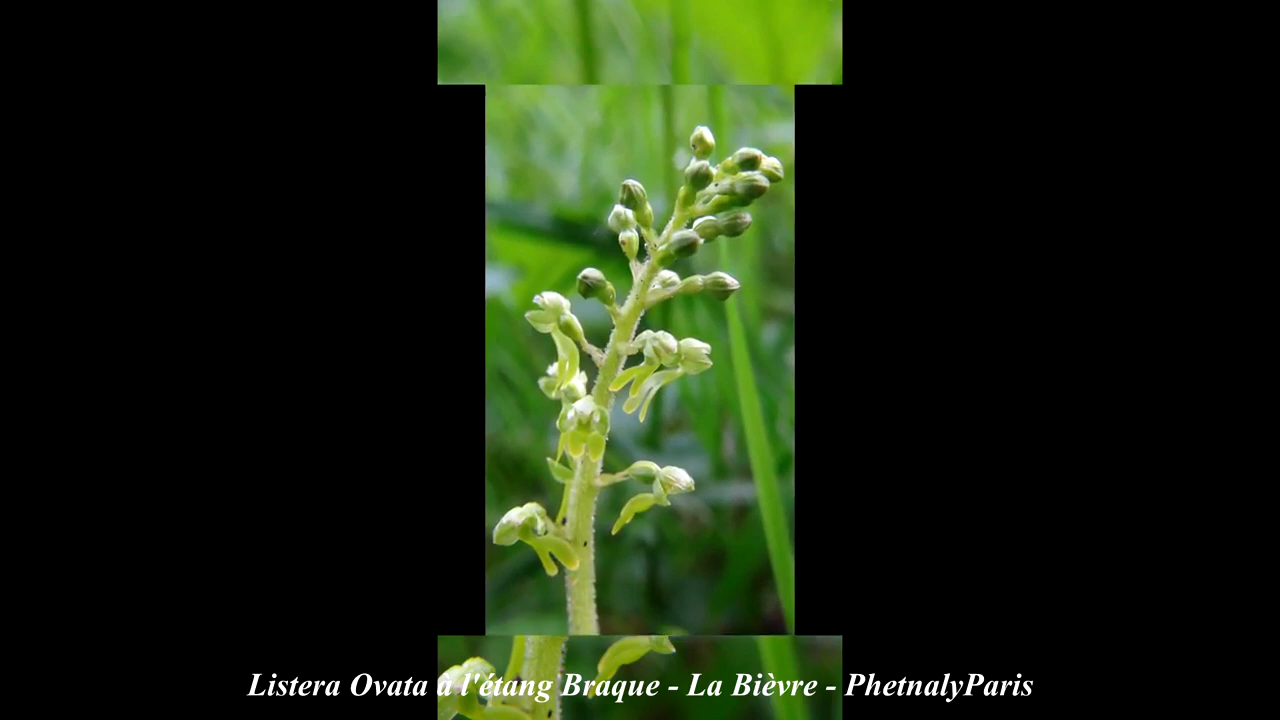 Listera Ovata à l'étang Braque - La Bièvre - PhetnalyParis